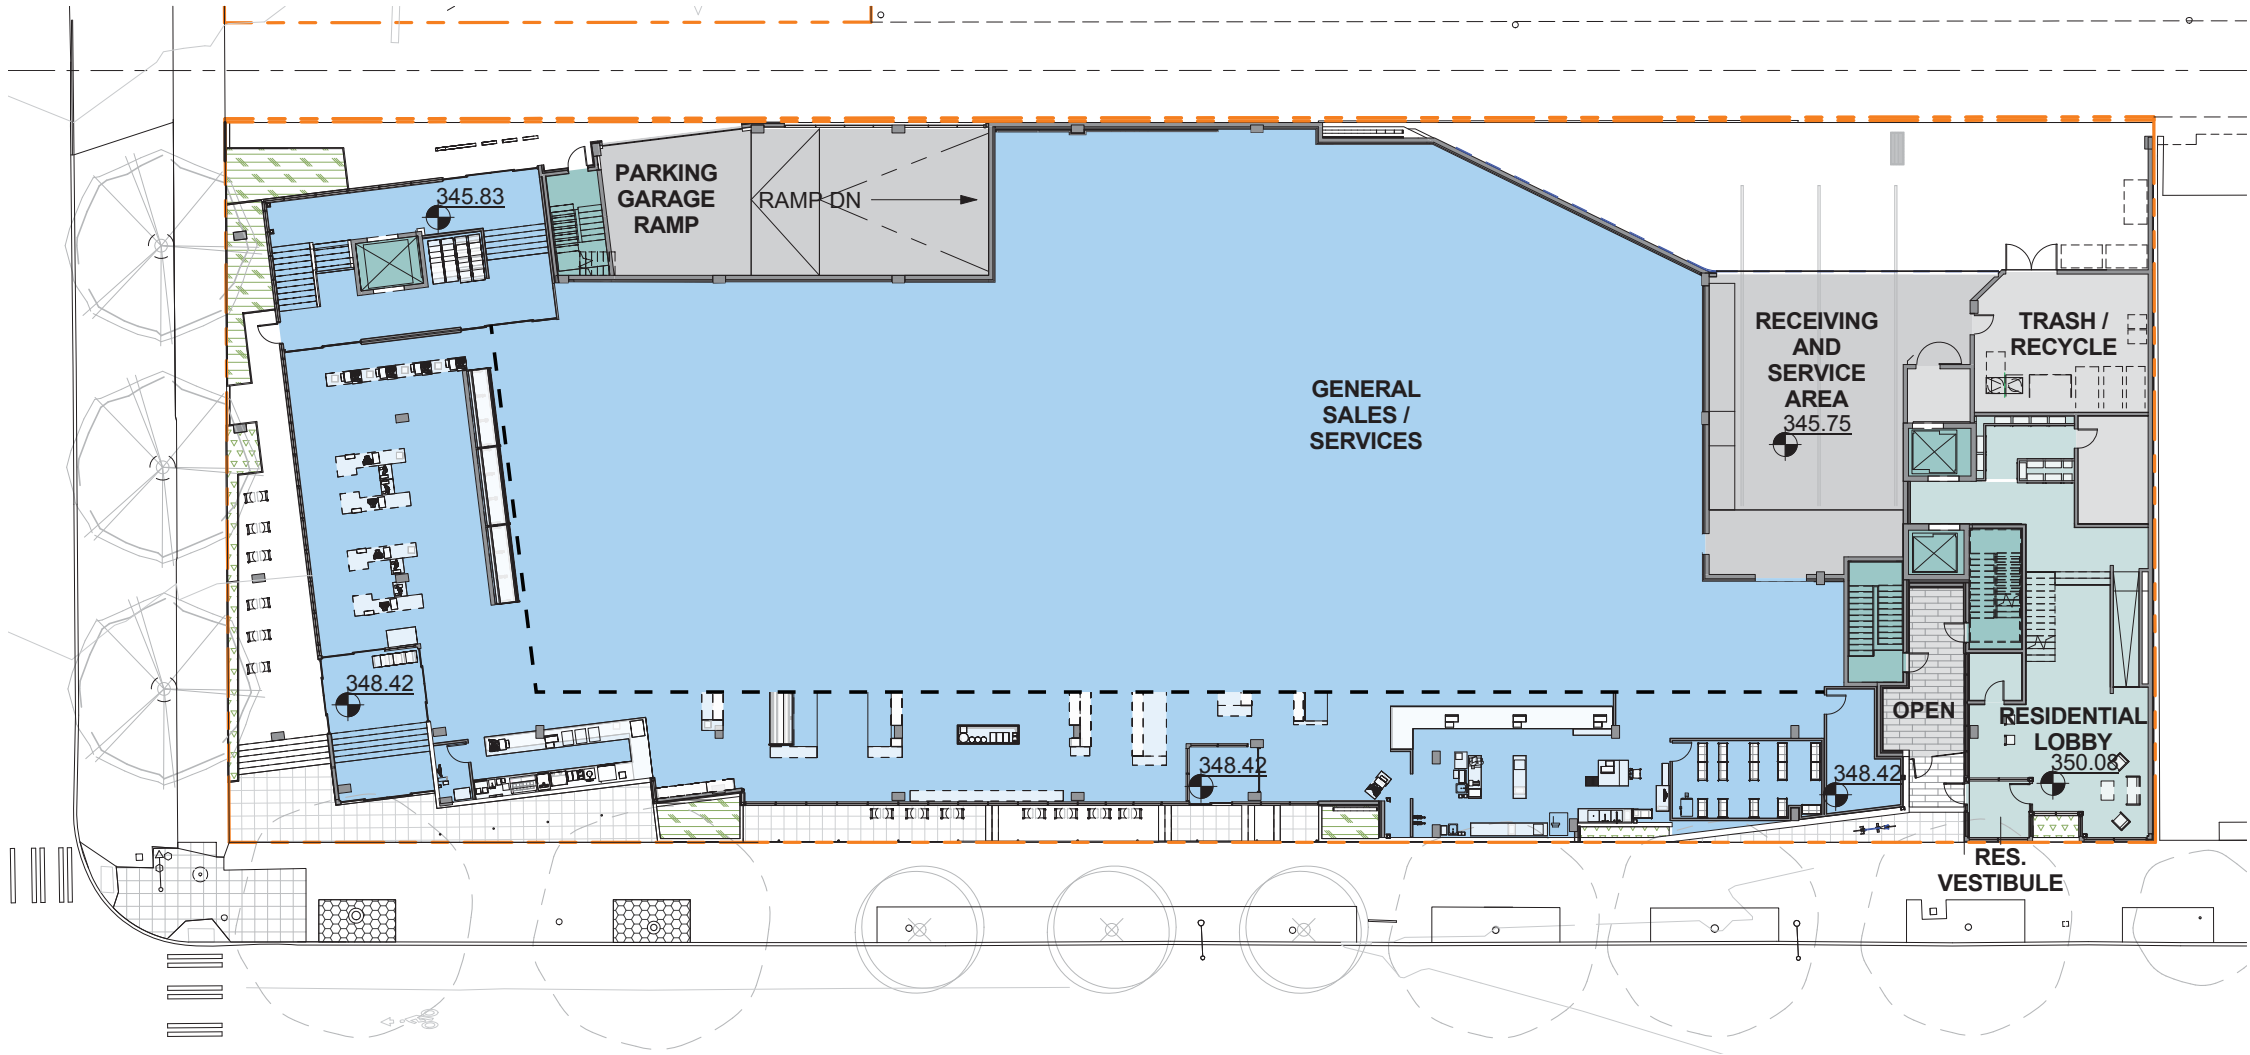 345.83
PARKING
GARAGE
RAMP
RAMP DN
GENERAL
SALES /
SERVICES
RECEIVING
AND
SERVICE
AREA
345.75
TRASH /
RECYCLE
348.42
348.42
348.42
OPEN
RESIDENTIAL
LOBBY
350.08
RES.
VESTIBULE